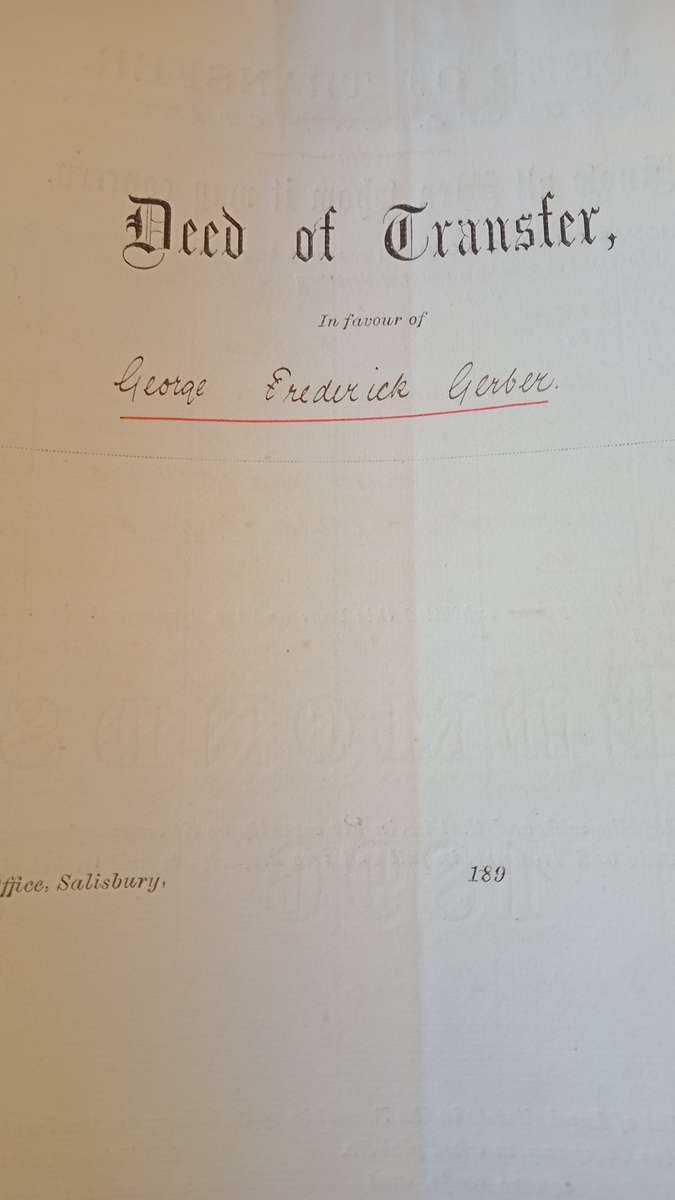 Deed of Transfer,
In favour of
George Frederick Gerber.
ffice, Salisbury, 189